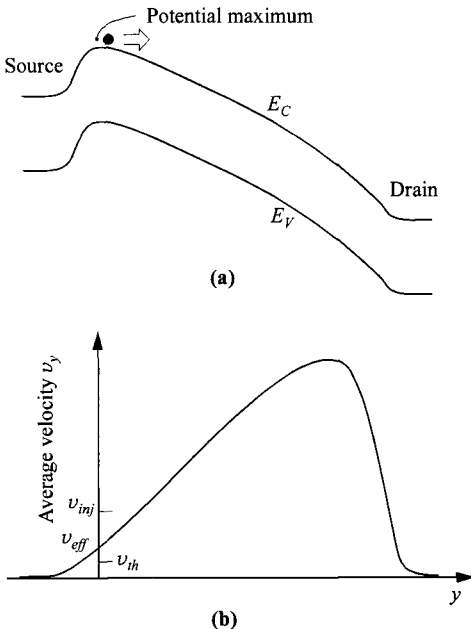 Potential maximum
Source
E_C
Drain
E_V
(a)
Average velocity υ_y
υ_inj
υ_eff
υ_th
y
(b)